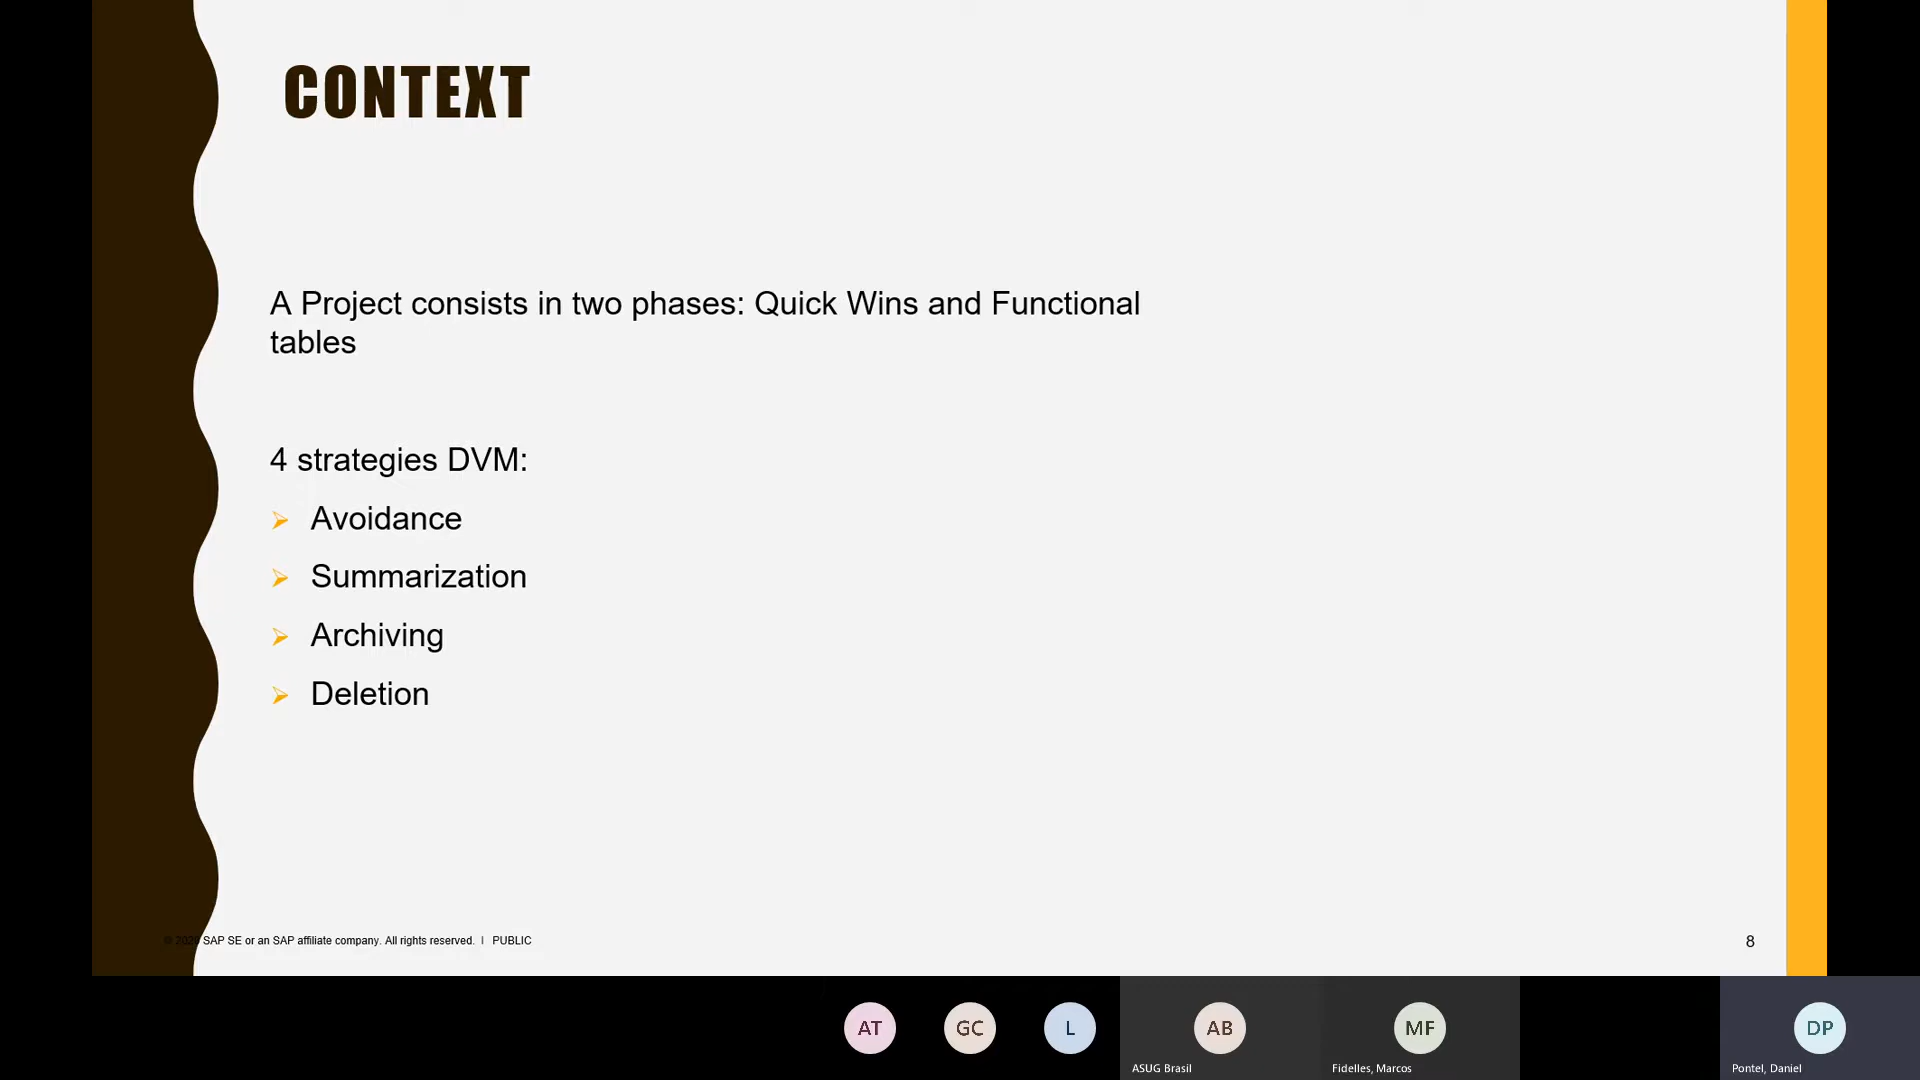 CONTEXT
A Project consists in two phases: Quick Wins and Functional
tables
4 strategies DVM:
Avoidance
Summarization
Archiving
Deletion
SAP SE or an SAP affiliate company. All rights reserved. | PUBLIC
8
AT
GC
L
AB
MF
DP
ASUG Brasil
Fidelles, Marcos
Pontel, Daniel